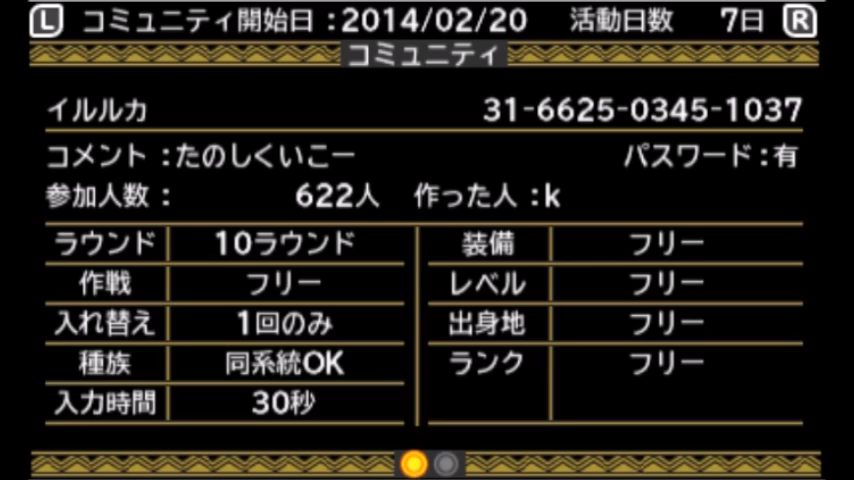 L コミュニティ開始日:2014/02/20 活動日数 7日 R
コミュニティ
イルルカ 31-6625-0345-1037
コメント:たのしくいこー パスワード:有
参加人数: 622人 作った人:k
ラウンド 10ラウンド 装備 フリー
作戦 フリー レベル フリー
入れ替え 1回のみ 出身地 フリー
種族 同系統OK ランク フリー
入力時間 30秒